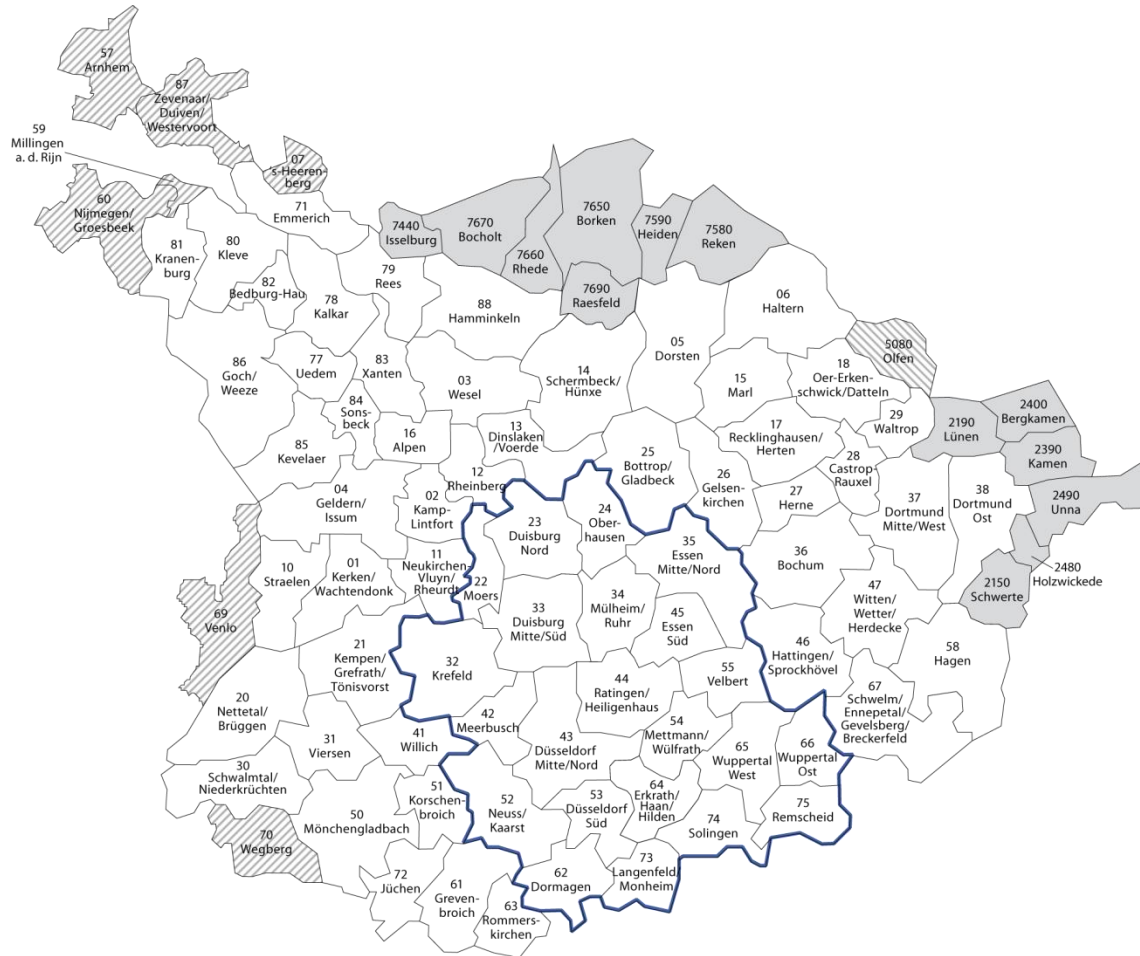 57
Arnhem
87
Zevenaar/
Duiven/
Westervoort
59
Millingen
a. d. Rijn
07
's-Heeren-
berg
60
Nijmegen/
Groesbeek
71
Emmerich
7440
Isselburg
7670
Bocholt
7660
Rhede
7650
Borken
7590
Heiden
7580
Reken
7690
Raesfeld
81
Kranen-
burg
80
Kleve
82
Bedburg-Hau
78
Kalkar
79
Rees
88
Hamminkeln
06
Haltern
05
Dorsten
5080
Olfen
86
Goch/
Weeze
77
Uedem
83
Xanten
84
Sons-
beck
03
Wesel
14
Schermbeck/
Hünxe
15
Marl
18
Oer-Erken-
schwick/Datteln
29
Waltrop
2190
Lünen
2400
Bergkamen
2390
Kamen
2490
Unna
2480
Holzwickede
2150
Schwerte
85
Kevelaer
16
Alpen
13
Dinslaken
/Voerde
12
Rheinberg
25
Bottrop/
Gladbeck
26
Gelsen-
kirchen
17
Recklinghausen/
Herten
28
Castrop-
Rauxel
27
Herne
37
Dortmund
Mitte/West
38
Dortmund
Ost
04
Geldern/
Issum
02
Kamp-
Lintfort
23
Duisburg
Nord
24
Ober-
hausen
35
Essen
Mitte/Nord
36
Bochum
10
Straelen
01
Kerken/
Wachtendonk
11
Neukirchen-
Vluyn/
Rheurdt
22
Moers
33
Duisburg
Mitte/Süd
34
Mülheim/
Ruhr
45
Essen
Süd
47
Witten/
Wetter/
Herdecke
69
Venlo
21
Kempen/
Grefrath/
Tönisvorst
32
Krefeld
44
Ratingen/
Heiligenhaus
55
Velbert
46
Hattingen/
Sprockhövel
58
Hagen
67
Schwelm/
Ennepetal/
Gevelsberg/
Breckerfeld
20
Nettetal/
Brüggen
31
Viersen
41
Willich
42
Meerbusch
43
Düsseldorf
Mitte/Nord
54
Mettmann/
Wülfrath
65
Wuppertal
West
66
Wuppertal
Ost
30
Schwalmtal/
Niederkrüchten
51
Korschen-
broich
52
Neuss/
Kaarst
53
Düsseldorf
Süd
64
Erkrath/
Haan/
Hilden
74
Solingen
75
Remscheid
50
Mönchengladbach
70
Wegberg
72
Jüchen
61
Greven-
broich
63
Rommers-
kirchen
62
Dormagen
73
Langenfeld/
Monheim